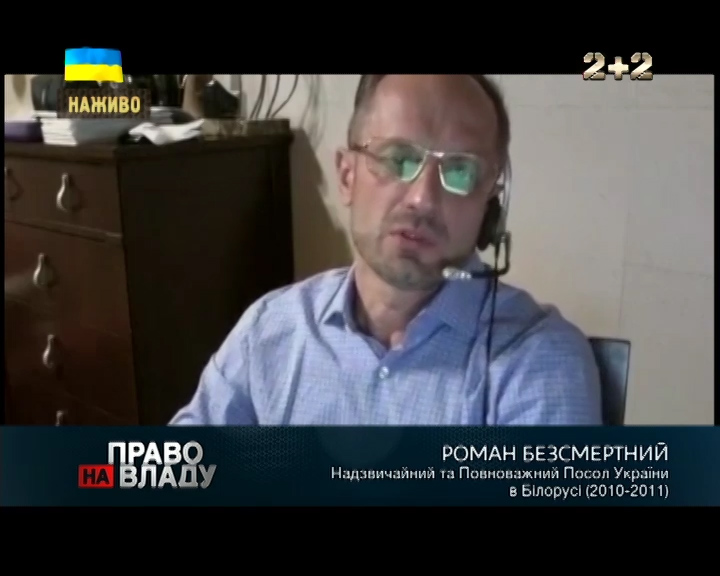 НАЖИВО
2+2
ПРАВО
НА ВЛАДУ
РОМАН БЕЗСМЕРТНИЙ
Надзвичайний та Повноважний Посол України
в Білорусі (2010-2011)